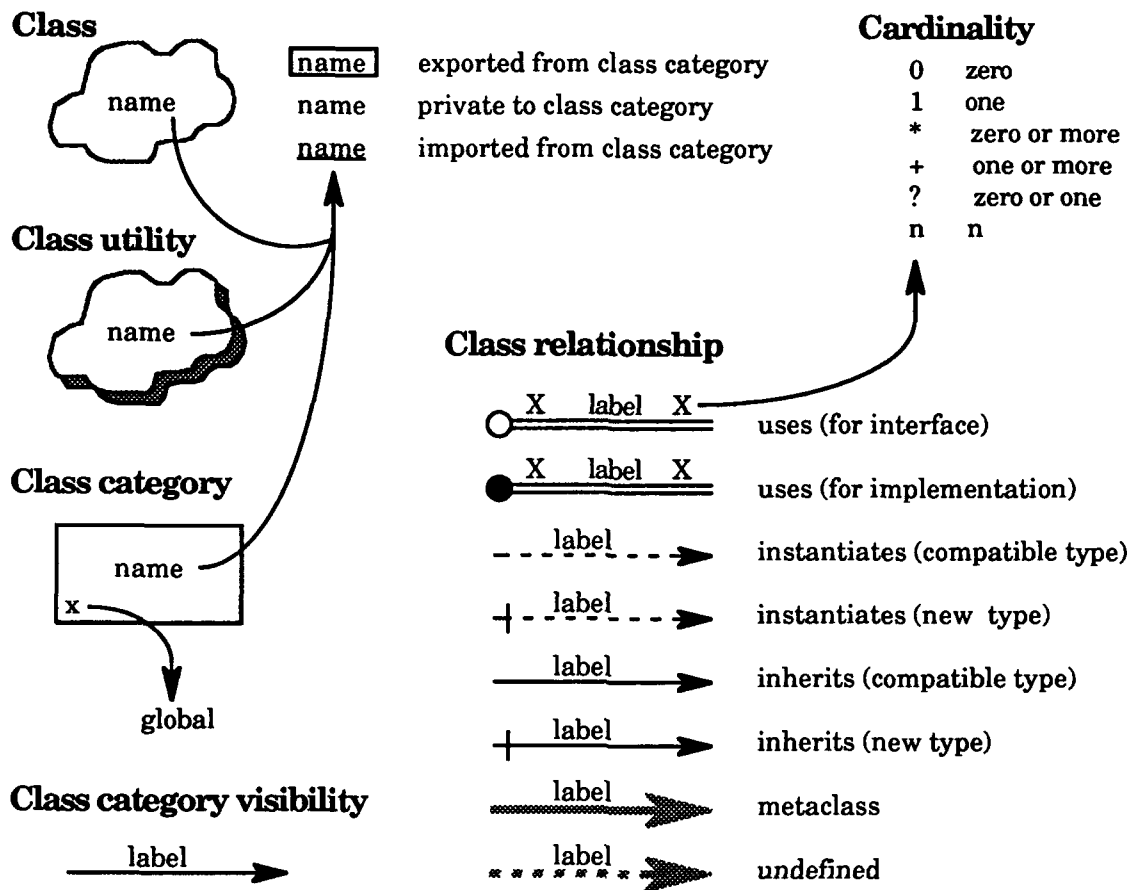 Class
name
name exported from class category
name private to class category
name imported from class category
Cardinality
0 zero
1 one
* zero or more
+ one or more
? zero or one
n n
Class utility
name
Class category
name
x
global
Class category visibility
label
Class relationship
X label X uses (for interface)
X label X uses (for implementation)
label instantiates (compatible type)
label instantiates (new type)
label inherits (compatible type)
label inherits (new type)
label metaclass
label undefined